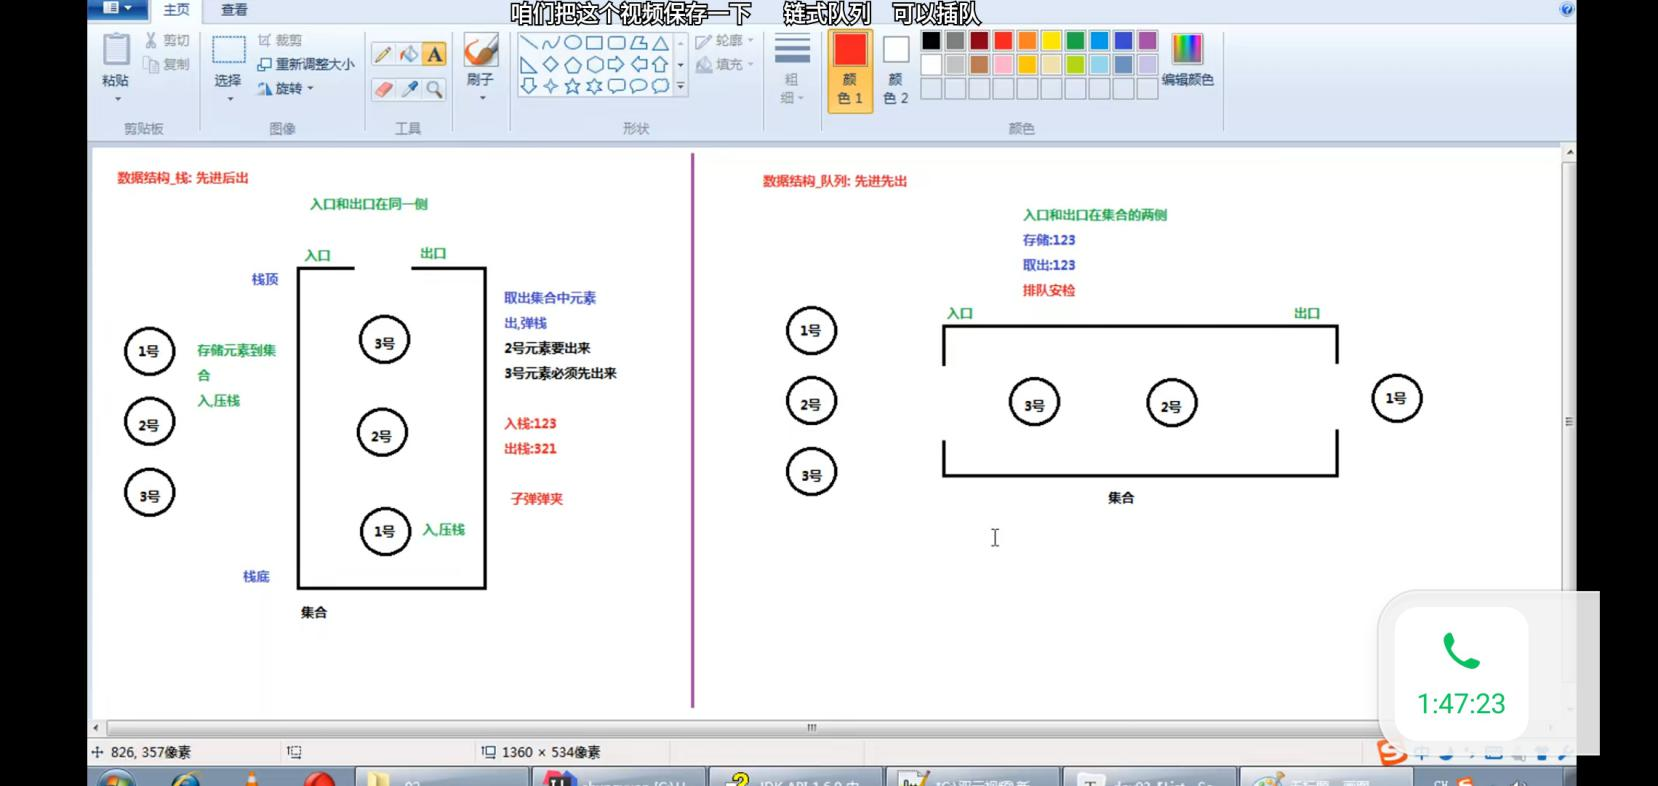 主页 查看
咱们把这个视频保存一下 链式队列 可以插队
粘贴 剪切 复制
选择 裁剪 重新调整大小 旋转
刷子
轮廓 填充
粗细
颜色 1
颜色 2
编辑颜色
剪贴板 图像 工具 形状 颜色
数据结构_栈: 先进后出
入口和出口在同一侧
入口 出口
栈顶
1号
2号
3号
存储元素到集
合
入,压栈
3号
2号
1号
入,压栈
栈底
集合
取出集合中元素
出,弹栈
2号元素要出来
3号元素必须先出来
入栈:123
出栈:321
子弹弹夹
数据结构_队列: 先进先出
入口和出口在集合的两侧
存储:123
取出:123
排队安检
入口 出口
1号
2号
3号
3号 2号 1号
集合
1:47:23
826, 357像素 1360 × 534像素